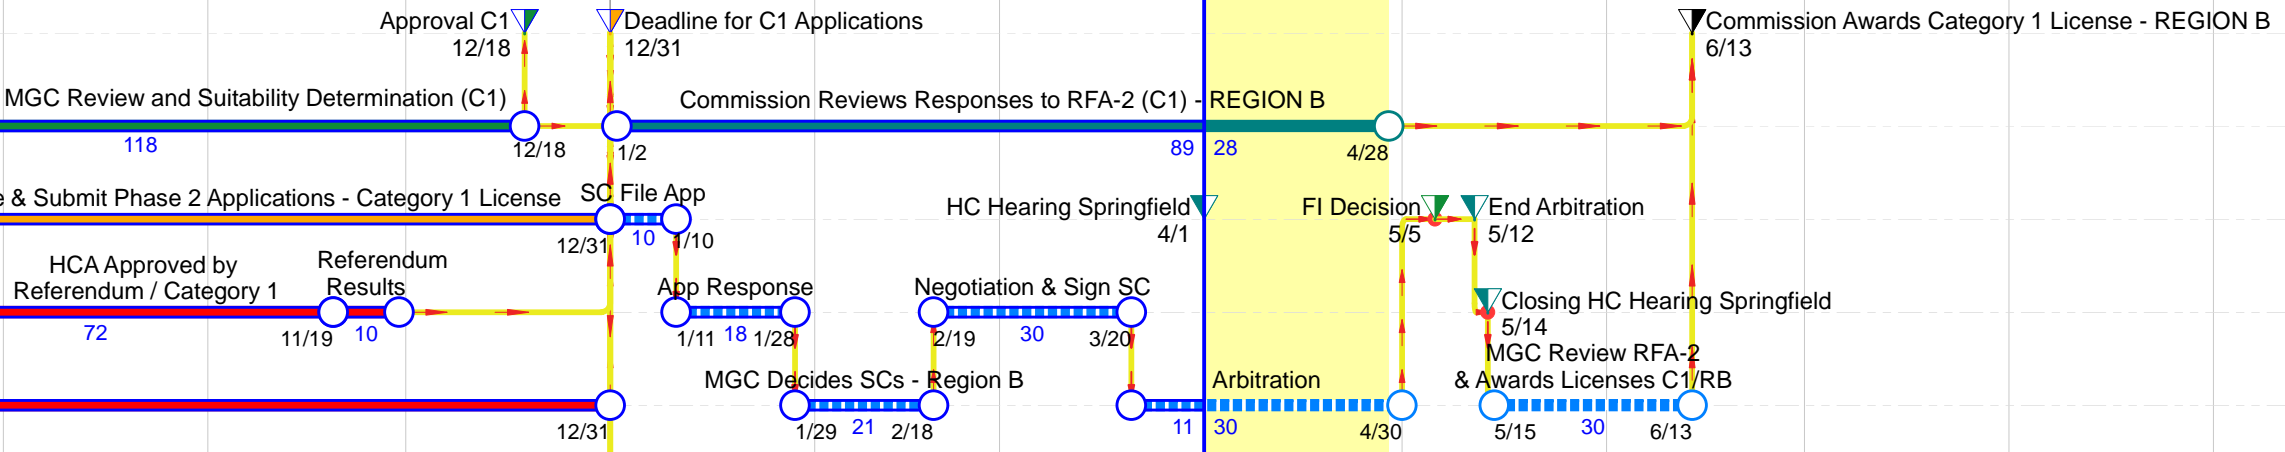 Approval C1
12/18
Deadline for C1 Applications
12/31
Commission Awards Category 1 License - REGION B
6/13
MGC Review and Suitability Determination (C1)
118
12/18
Commission Reviews Responses to RFA-2 (C1) - REGION B
1/2
89
28
4/28
e & Submit Phase 2 Applications - Category 1 License
12/31
SC File App
10
1/10
HC Hearing Springfield
4/1
FI Decision
5/5
End Arbitration
5/12
HCA Approved by
Referendum / Category 1
72
11/19
Referendum
Results
10
App Response
1/11
18
1/28
Negotiation & Sign SC
2/19
30
3/20
Closing HC Hearing Springfield
5/14
12/31
MGC Decides SCs - Region B
1/29
21
2/18
Arbitration
11
30
4/30
MGC Review RFA-2
& Awards Licenses C1/RB
5/15
30
6/13